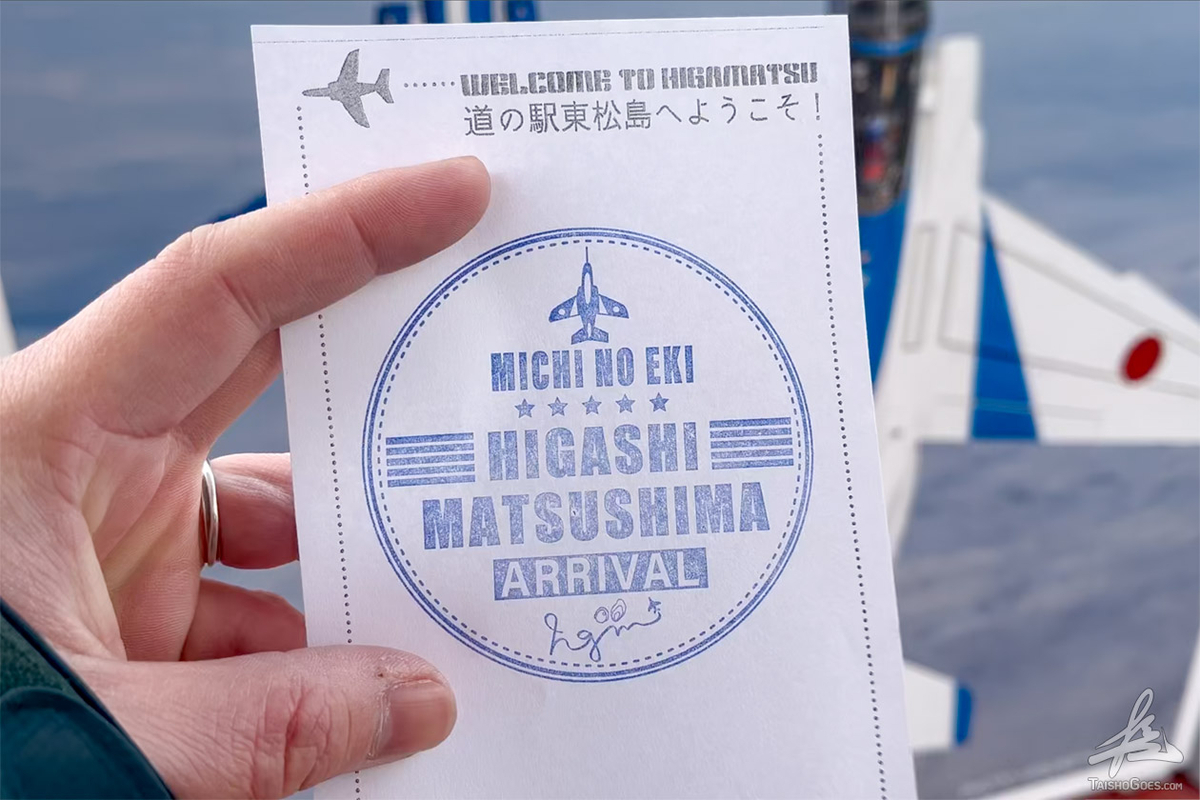 WELCOME TO HIGAMATSU
道の駅東松島へようこそ！
MICHI NO EKI
HIGASHI
MATSUSHIMA
ARRIVAL
TAISHOGOES.COM